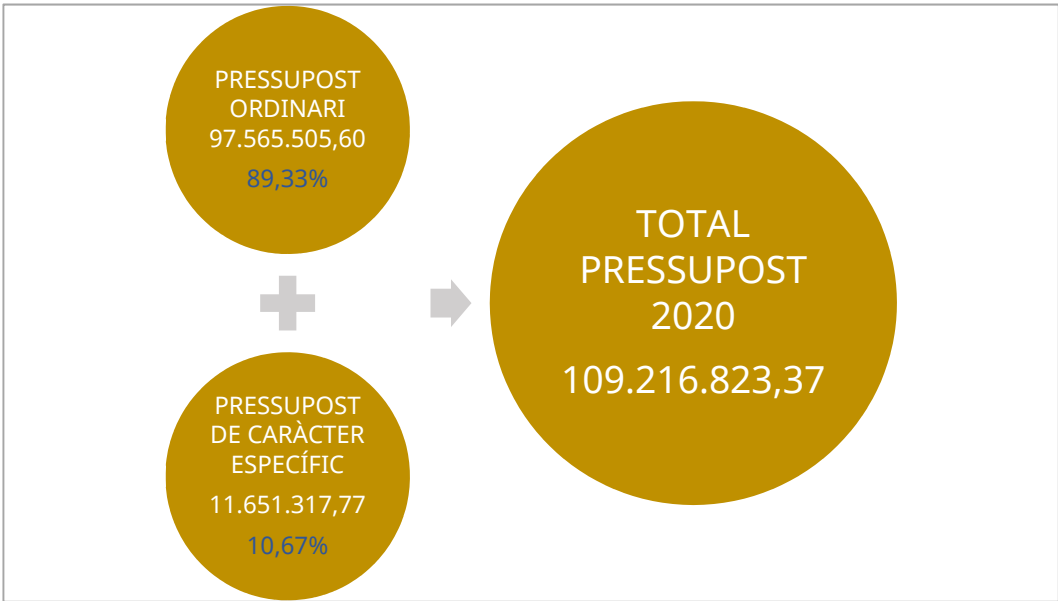 PRESSUPOST
ORDINARI
97.565.505,60
89,33%
PRESSUPOST
DE CARÀCTER
ESPECÍFIC
11.651.317,77
10,67%
TOTAL
PRESSUPOST
2020
109.216.823,37